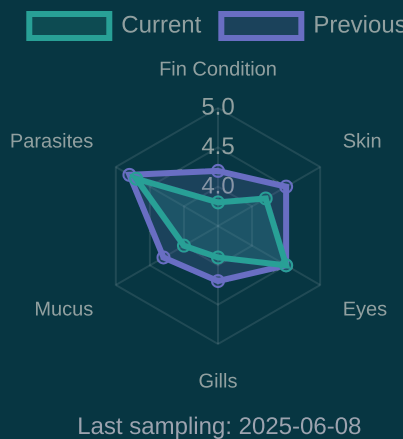 Current Previous
Fin Condition
5.0
Parasites
Skin
4.5
4.0
Mucus
Eyes
Gills
Last sampling: 2025-06-08